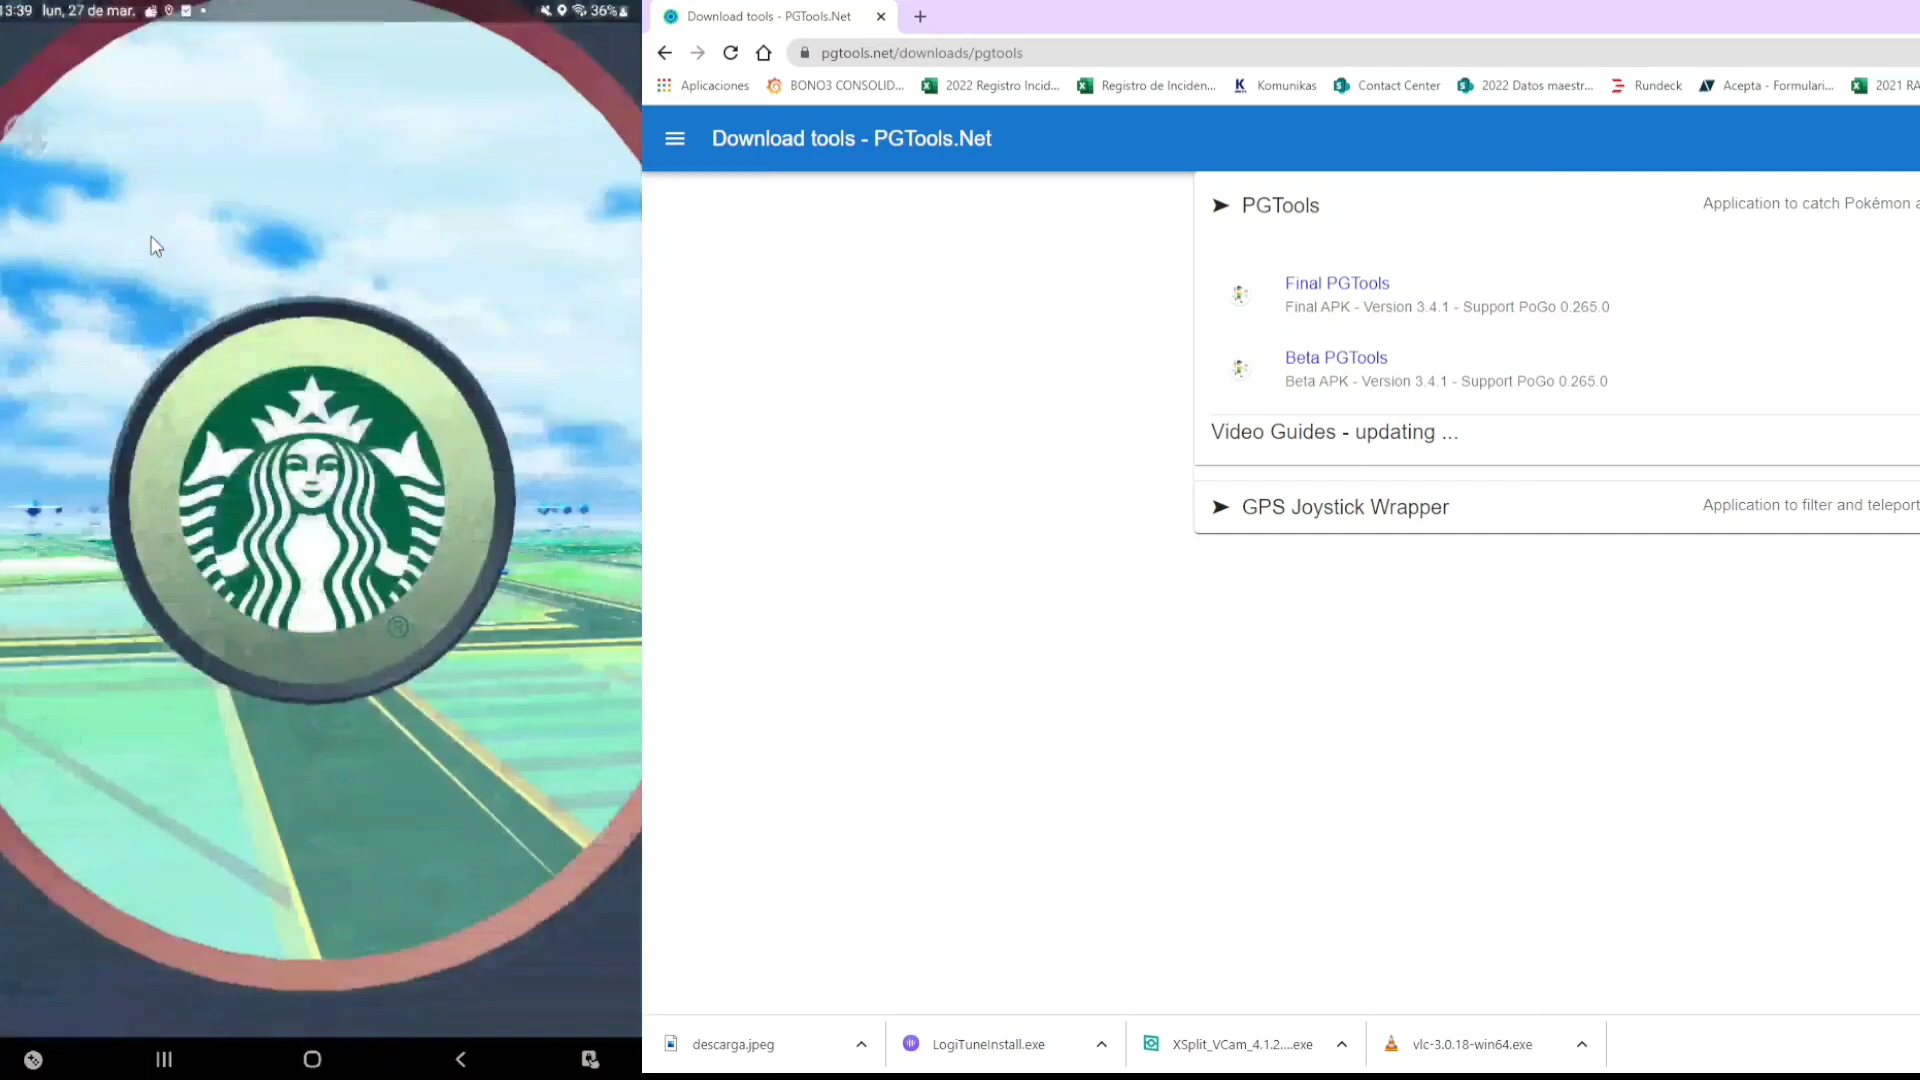 13:39 lun, 27 de mar.
36%
®
Download tools - PGTools.Net
pgtools.net/downloads/pgtools
Aplicaciones
BONO3 CONSOLID...
2022 Registro Incid...
Registro de Inciden...
Komunikas
Contact Center
2022 Datos maestr...
Rundeck
Acepta - Formulari...
2021 RA
Download tools - PGTools.Net
➤ PGTools
Application to catch Pokémon a
Final PGTools
Final APK - Version 3.4.1 - Support PoGo 0.265.0
Beta PGTools
Beta APK - Version 3.4.1 - Support PoGo 0.265.0
Video Guides - updating ...
➤ GPS Joystick Wrapper
Application to filter and teleport
descarga.jpeg
LogiTuneInstall.exe
XSplit_VCam_4.1.2....exe
vlc-3.0.18-win64.exe